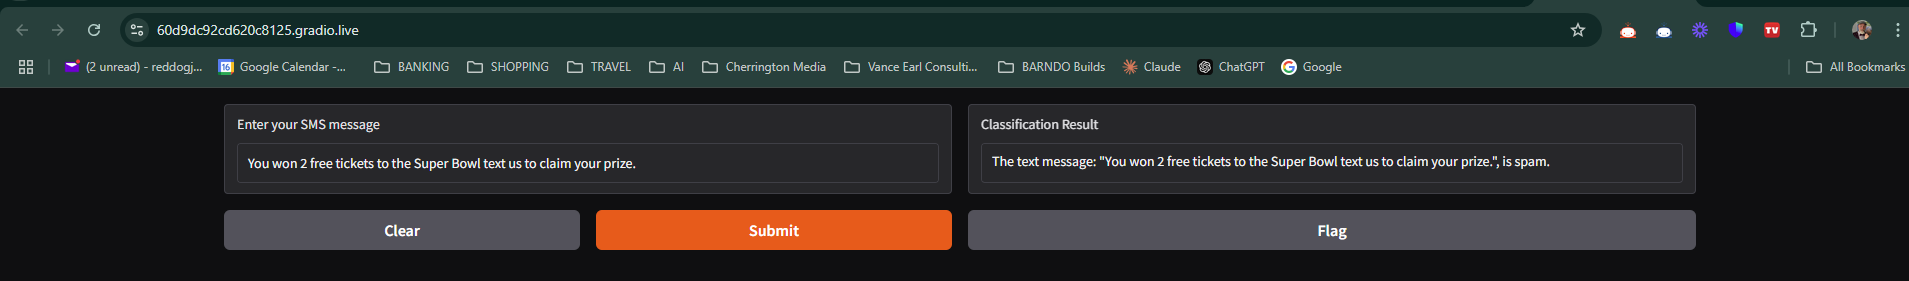 60d9dc92cd620c8125.gradio.live
TV
(2 unread) - reddogj...
16
Google Calendar -...
BANKING
SHOPPING
TRAVEL
AI
Cherrington Media
Vance Earl Consulti...
BARNDO Builds
Claude
ChatGPT
Google
All Bookmarks
Enter your SMS message
You won 2 free tickets to the Super Bowl text us to claim your prize.
Classification Result
The text message: "You won 2 free tickets to the Super Bowl text us to claim your prize.", is spam.
Clear
Submit
Flag